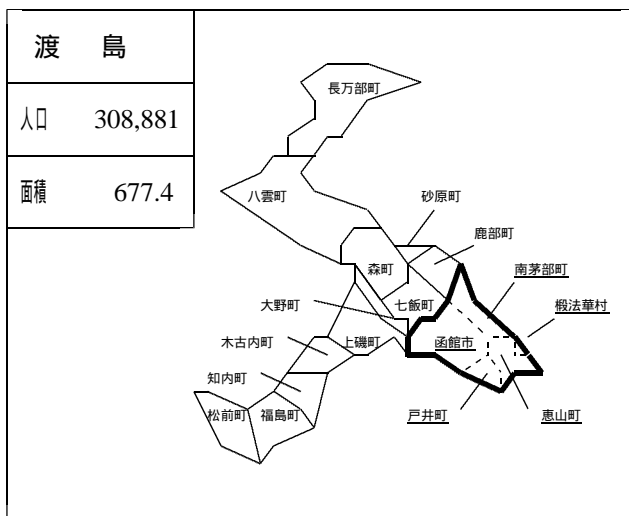 渡 島
人口 308,881
面積 677.4
長万部町
八雲町
砂原町
鹿部町
森町
南茅部町
大野町
七飯町
椴法華村
木古内町
上磯町
函館市
知内町
松前町
福島町
戸井町
恵山町